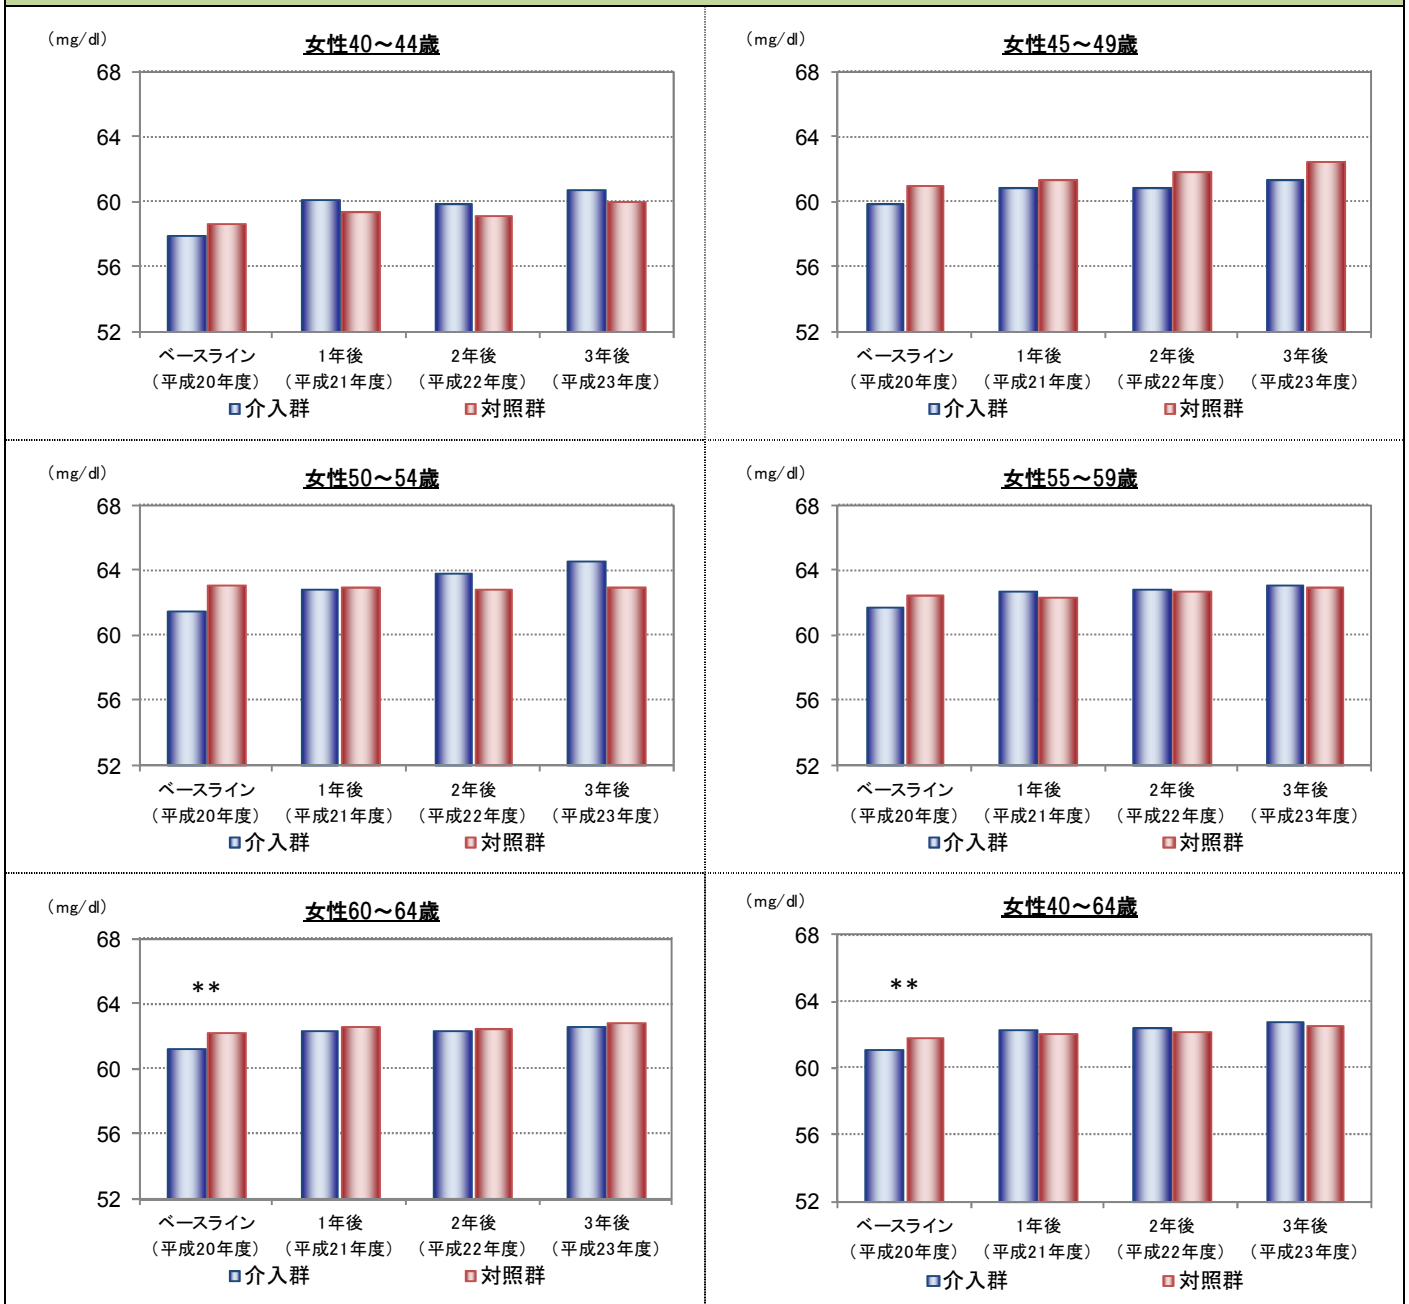 (mg/dl)
女性40～44歳
68
64
60
56
52
ベースライン 1年後 2年後 3年後
（平成20年度） （平成21年度） （平成22年度） （平成23年度）
介入群 対照群
(mg/dl)
女性45～49歳
68
64
60
56
52
ベースライン 1年後 2年後 3年後
（平成20年度） （平成21年度） （平成22年度） （平成23年度）
介入群 対照群
(mg/dl)
女性50～54歳
68
64
60
56
52
ベースライン 1年後 2年後 3年後
（平成20年度） （平成21年度） （平成22年度） （平成23年度）
介入群 対照群
(mg/dl)
女性55～59歳
68
64
60
56
52
ベースライン 1年後 2年後 3年後
（平成20年度） （平成21年度） （平成22年度） （平成23年度）
介入群 対照群
(mg/dl)
女性60～64歳
68
**
64
60
56
52
ベースライン 1年後 2年後 3年後
（平成20年度） （平成21年度） （平成22年度） （平成23年度）
介入群 対照群
(mg/dl)
女性40～64歳
68
**
64
60
56
52
ベースライン 1年後 2年後 3年後
（平成20年度） （平成21年度） （平成22年度） （平成23年度）
介入群 対照群